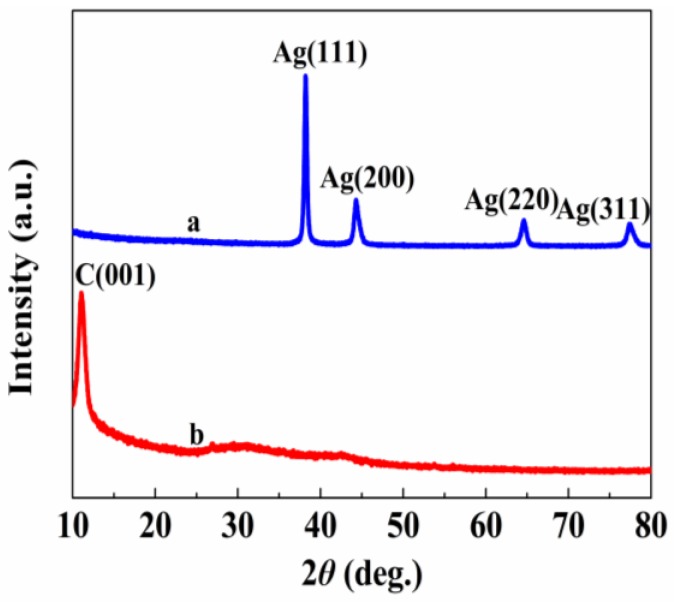 Ag(111)
Ag(200)
Ag(220)
Ag(311)
a
C(001)
b
Intensity (a.u.)
10 20 30 40 50 60 70 80
2θ (deg.)